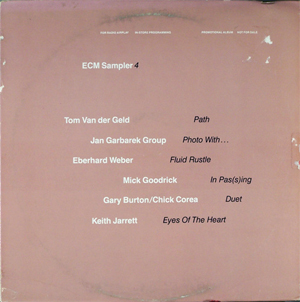 ECM Sampler 4
Tom Van der Geld Path
Jan Garbarek Group Photo With...
Eberhard Weber Fluid Rustle
Mick Goodrick In Pas(s)ing
Gary Burton/Chick Corea Duet
Keith Jarrett Eyes Of The Heart